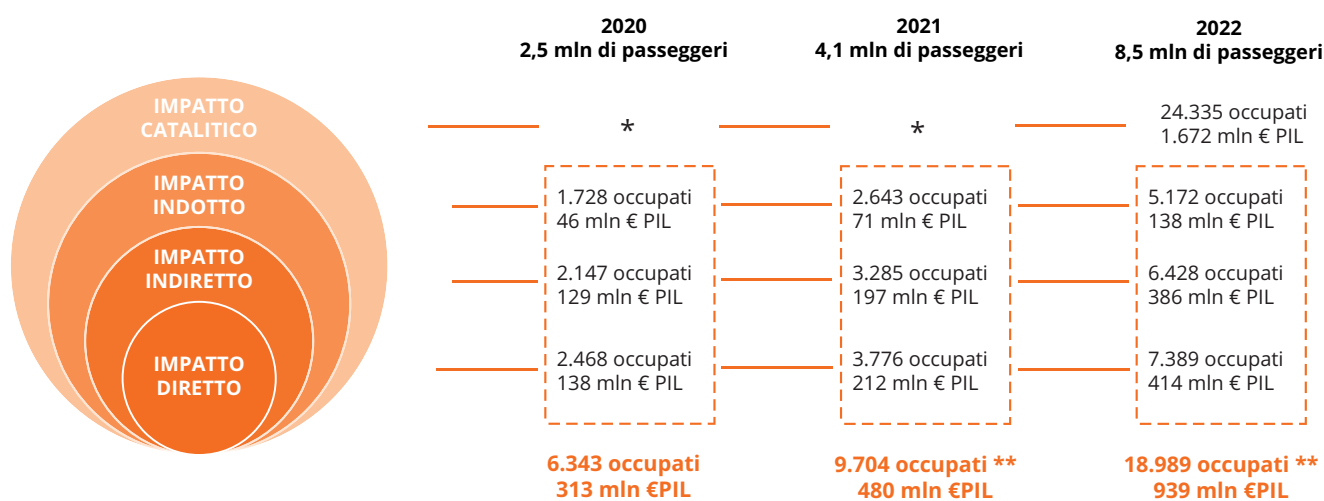 2020
2,5 mln di passeggeri
2021
4,1 mln di passeggeri
2022
8,5 mln di passeggeri
IMPATTO
CATALITICO
*
*
24.335 occupati
1.672 mln € PIL
IMPATTO
INDOTTO
1.728 occupati
46 mln € PIL
2.643 occupati
71 mln € PIL
5.172 occupati
138 mln € PIL
IMPATTO
INDIRETTO
2.147 occupati
129 mln € PIL
3.285 occupati
197 mln € PIL
6.428 occupati
386 mln € PIL
IMPATTO
DIRETTO
2.468 occupati
138 mln € PIL
3.776 occupati
212 mln € PIL
7.389 occupati
414 mln € PIL
6.343 occupati
313 mln €PIL
9.704 occupati **
480 mln €PIL
18.989 occupati **
939 mln €PIL